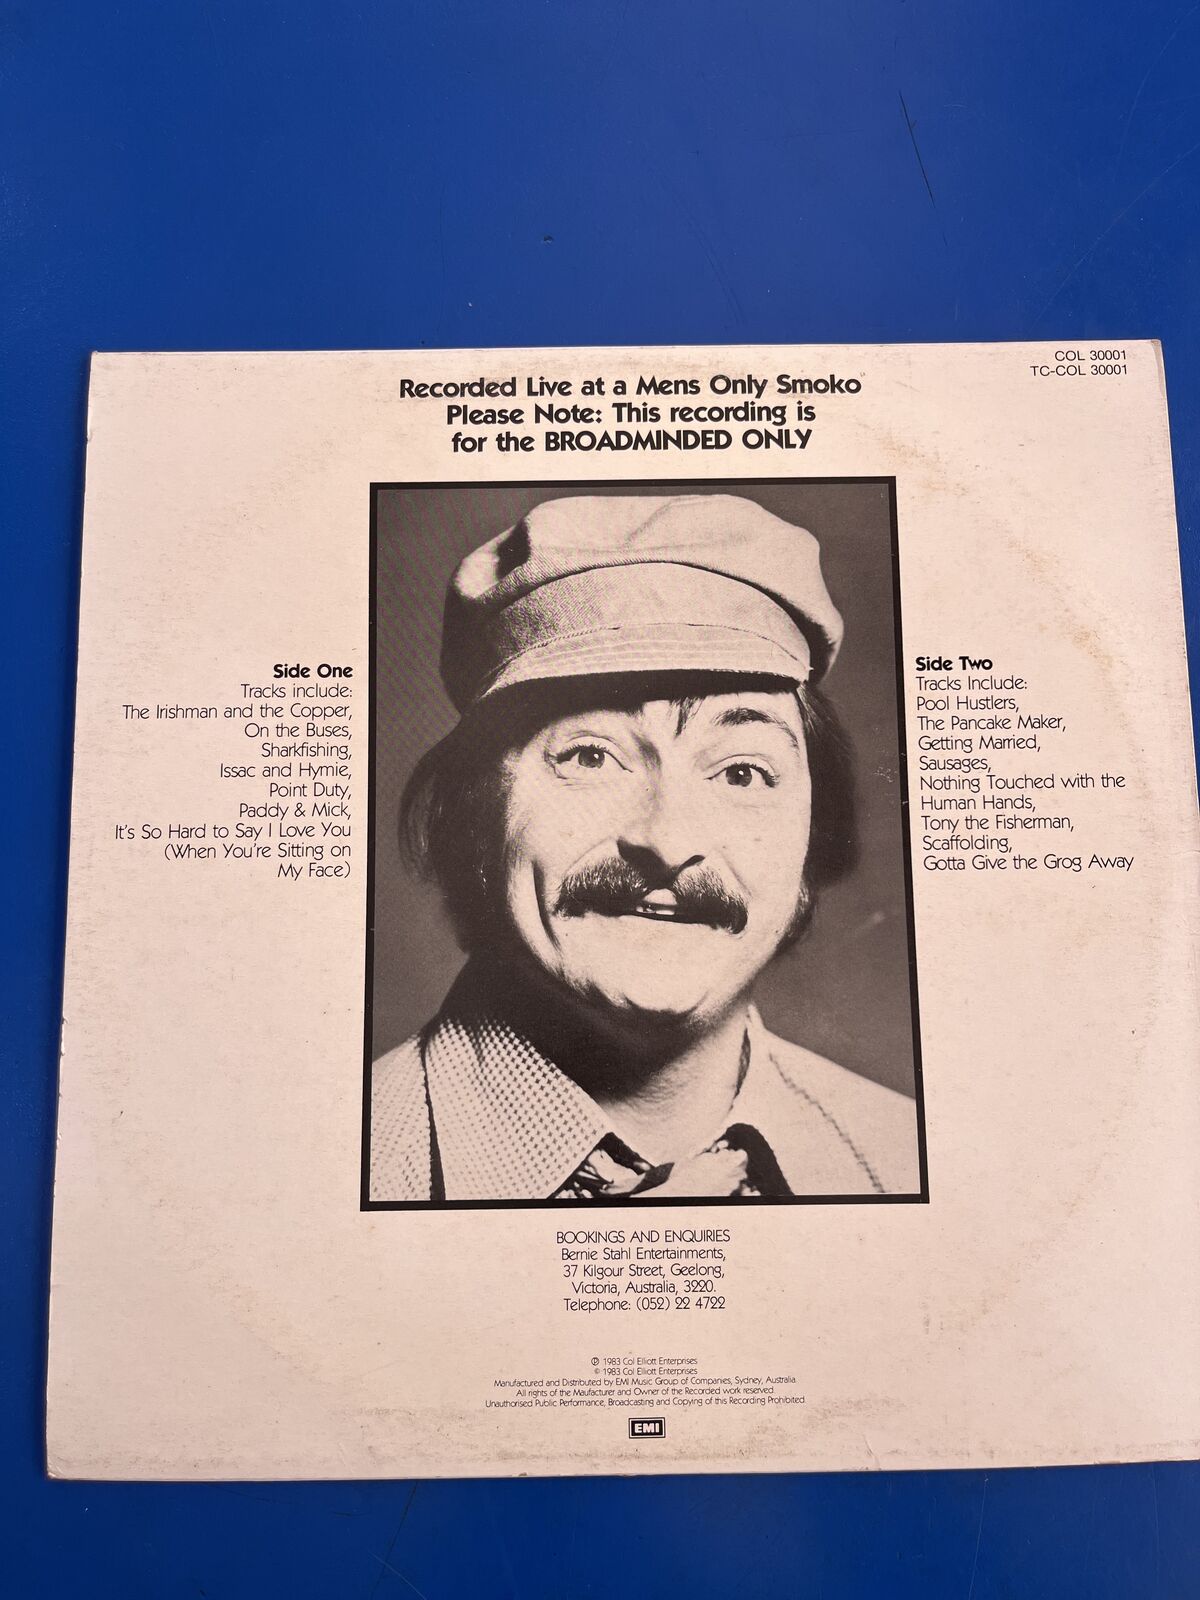 COL 30001
TC-COL 30001
Recorded Live at a Mens Only Smoko
Please Note: This recording is
for the BROADMINDED ONLY
Side One
Tracks include:
The Irishman and the Copper,
On the Buses,
Sharkfishing,
Issac and Hymie,
Point Duty,
Paddy & Mick,
It's So Hard to Say I Love You
(When You're Sitting on
My Face)
Side Two
Tracks Include:
Pool Hustlers,
The Pancake Maker,
Getting Married,
Sausages,
Nothing Touched with the
Human Hands,
Tony the Fisherman,
Scaffolding,
Gotta Give the Grog Away
BOOKINGS AND ENQUIRIES
Bernie Stahl Entertainments,
37 Kilgour Street, Geelong,
Victoria, Australia, 3220.
Telephone: (052) 22 4722
℗ 1983 Col Elliott Enterprises
© 1983 Col Elliott Enterprises
Manufactured and Distributed by EMI Music Group of Companies, Sydney, Australia.
All rights of the Maufacturer and Owner of the Recorded work reserved.
Unauthorised Public Performance, Broadcasting and Copying of this Recording Prohibited.
EMI